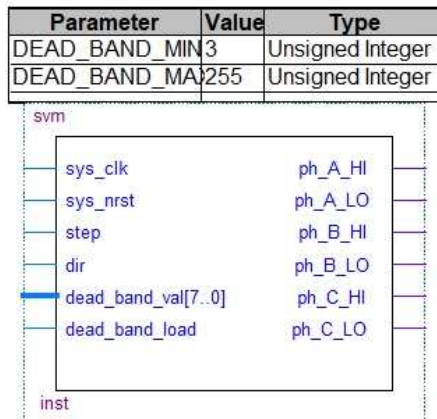 Parameter Value Type
DEAD_BAND_MIN 3 Unsigned Integer
DEAD_BAND_MAX 255 Unsigned Integer
svm
sys_clk ph_A_HI
sys_nrst ph_A_LO
step ph_B_HI
dir ph_B_LO
dead_band_val[7..0] ph_C_HI
dead_band_load ph_C_LO
inst